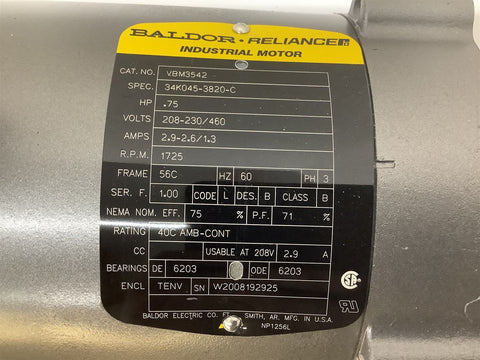 BALDOR • RELIANCE
INDUSTRIAL MOTOR
CAT. NO. VBM3542
SPEC. 34K045-3820-C
HP .75
VOLTS 208-230/460
AMPS 2.9-2.6/1.3
R.P.M. 1725
FRAME 56C HZ 60 PH 3
SER. F. 1.00 CODE L DES. B CLASS B
NEMA NOM. EFF. 75 % P.F. 71 %
RATING 40C AMB-CONT
CC USABLE AT 208V 2.9 A
BEARINGS DE 6203 ODE 6203
ENCL TENV SN W2008192925
BALDOR ELECTRIC CO. FT. SMITH, AR. MFG. IN U.S.A.
NP1256L